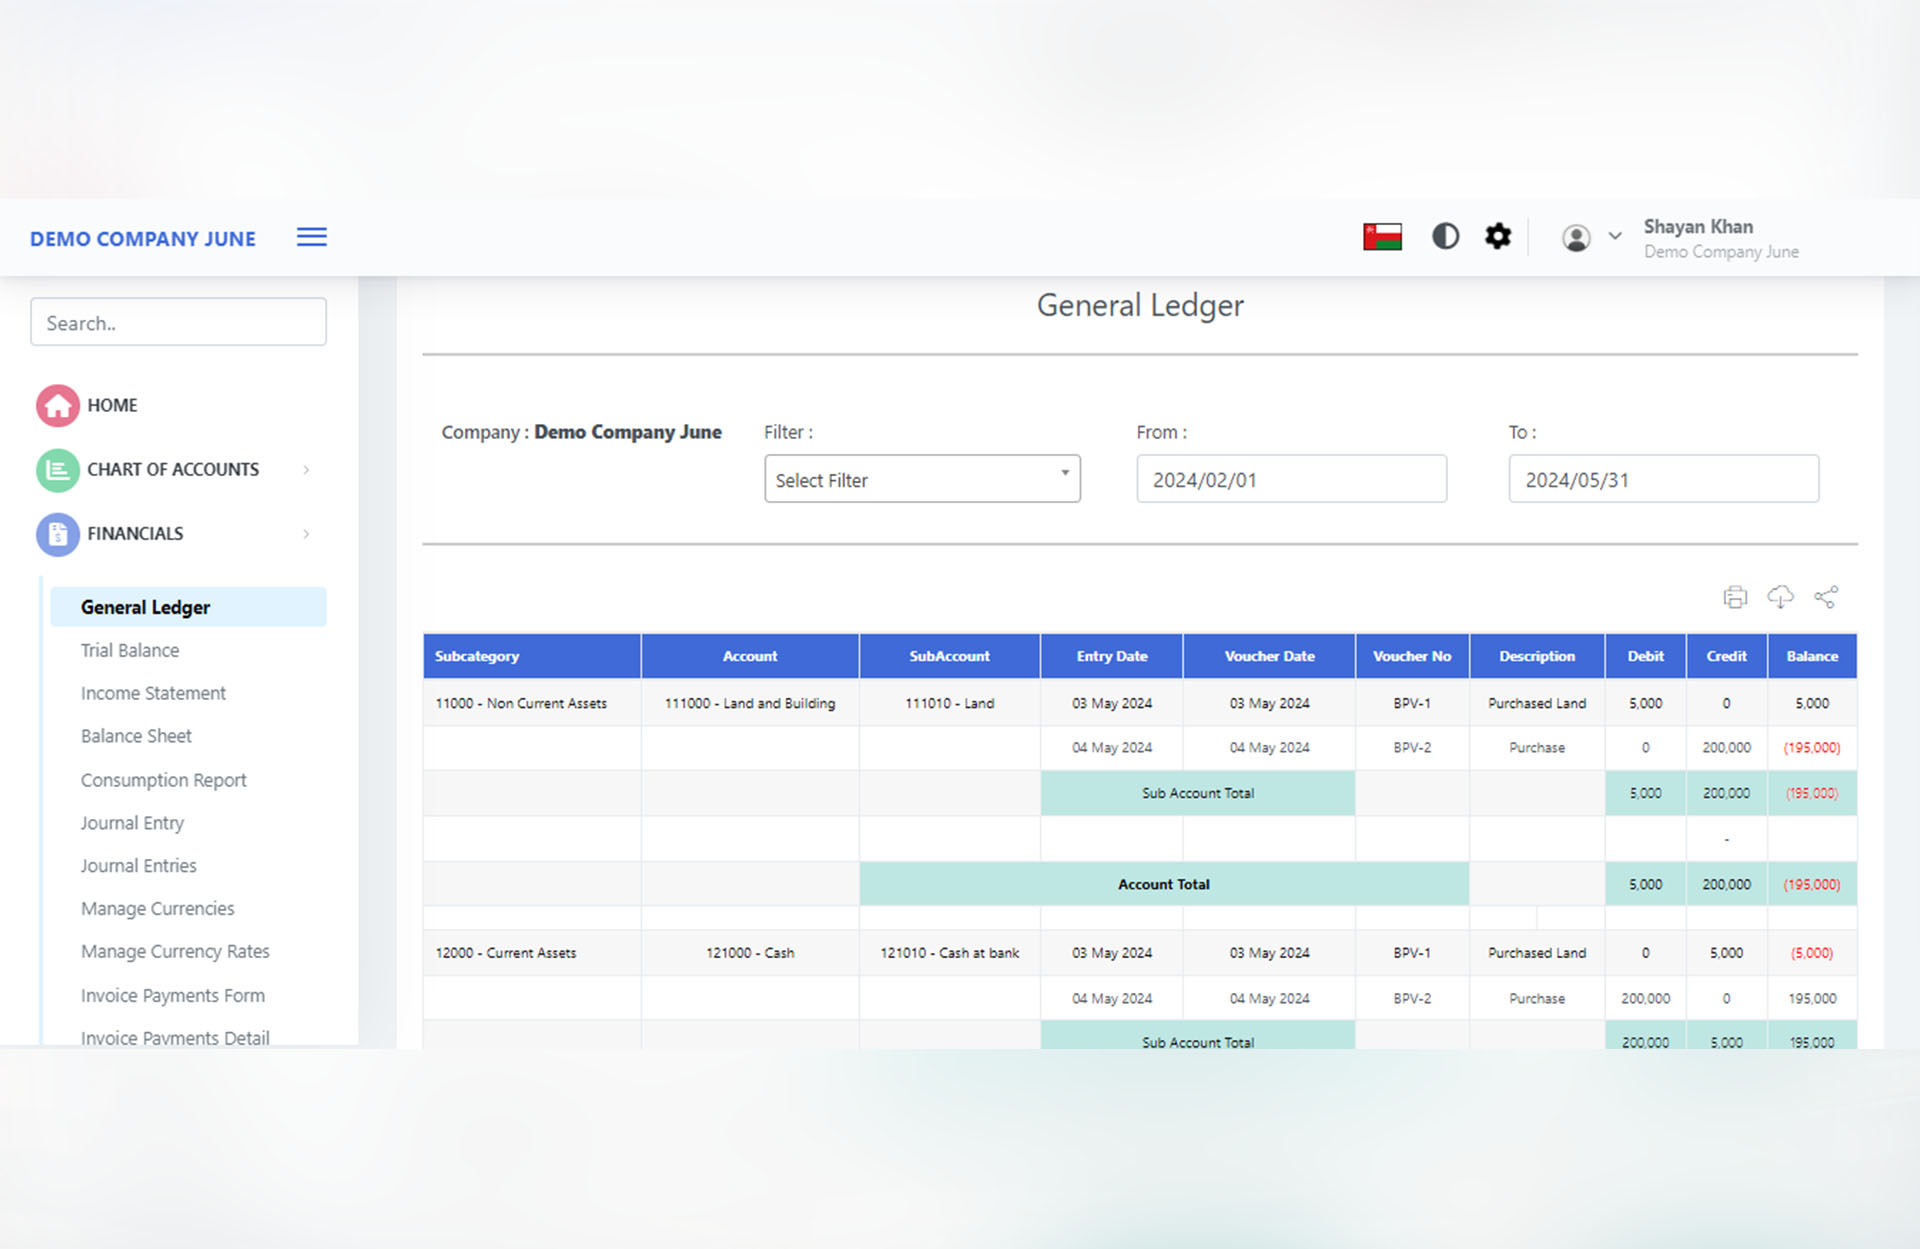 DEMO COMPANY JUNE
Shayan Khan
Demo Company June
Search..
HOME
CHART OF ACCOUNTS
FINANCIALS
General Ledger
Trial Balance
Income Statement
Balance Sheet
Consumption Report
Journal Entry
Journal Entries
Manage Currencies
Manage Currency Rates
Invoice Payments Form
Invoice Payments Detail
General Ledger
Company : Demo Company June
Filter :
Select Filter
From :
2024/02/01
To :
2024/05/31
Subcategory Account SubAccount Entry Date Voucher Date Voucher No Description Debit Credit Balance
11000 - Non Current Assets 111000 - Land and Building 111010 - Land 03 May 2024 03 May 2024 BPV-1 Purchased Land 5,000 0 5,000
04 May 2024 04 May 2024 BPV-2 Purchase 0 200,000 (195,000)
Sub Account Total 5,000 200,000 (195,000)
-
Account Total 5,000 200,000 (195,000)
12000 - Current Assets 121000 - Cash 121010 - Cash at bank 03 May 2024 03 May 2024 BPV-1 Purchased Land 0 5,000 (5,000)
04 May 2024 04 May 2024 BPV-2 Purchase 200,000 0 195,000
Sub Account Total 200,000 5,000 195,000